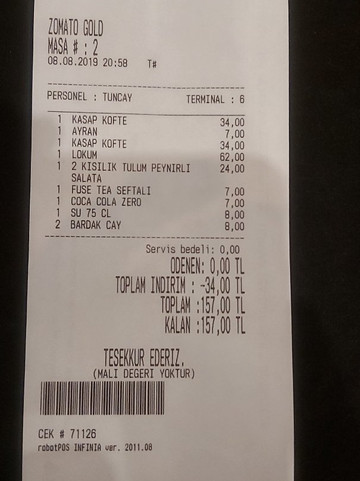 ZOMATO GOLD
MASA # : 2
08.08.2019 20:58 T#
PERSONEL : TUNCAY TERMINAL : 6
1 KASAP KOFTE 34,00
1 AYRAN 7,00
1 KASAP KOFTE 34,00
1 LOKUM 62,00
1 2 KISILIK TULUM PEYNIRLI 24,00
SALATA
1 FUSE TEA SEFTALI 7,00
1 COCA COLA ZERO 7,00
1 SU 75 CL 8,00
2 BARDAK CAY 8,00
Servis bedeli: 0,00
ODENEN: 0,00 TL
TOPLAM INDIRIM : -34,00 TL
TOPLAM :157,00 TL
KALAN :157,00 TL
TESEKKUR EDERIZ.
(MALI DEGERI YOKTUR)
CEK # 71126
robotPOS INFINIA ver. 2011.08